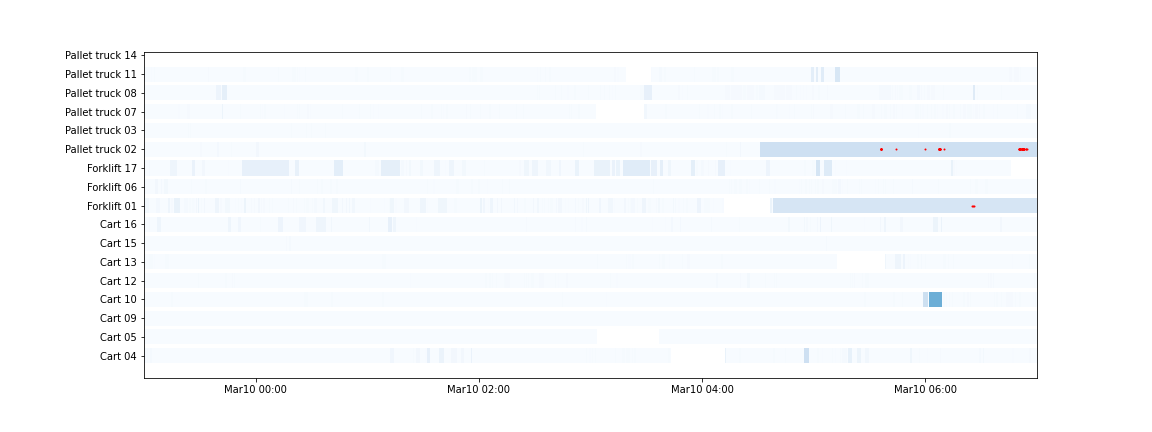 Pallet truck 14
Pallet truck 11
Pallet truck 08
Pallet truck 07
Pallet truck 03
Pallet truck 02
Forklift 17
Forklift 06
Forklift 01
Cart 16
Cart 15
Cart 13
Cart 12
Cart 10
Cart 09
Cart 05
Cart 04
Mar10 00:00 Mar10 02:00 Mar10 04:00 Mar10 06:00